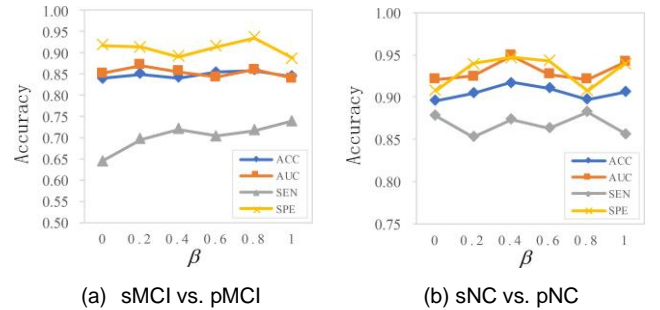 1.00
0.95
0.90
0.85
0.80
0.75
0.70
0.65
0.60
0.55
0.50
Accuracy
ACC
AUC
SEN
SPE
0 0.2 0.4 0.6 0.8 1
β
(a) sMCI vs. pMCI
1.00
0.95
0.90
0.85
0.80
0.75
Accuracy
ACC
AUC
SEN
SPE
0 0.2 0.4 0.6 0.8 1
β
(b) sNC vs. pNC